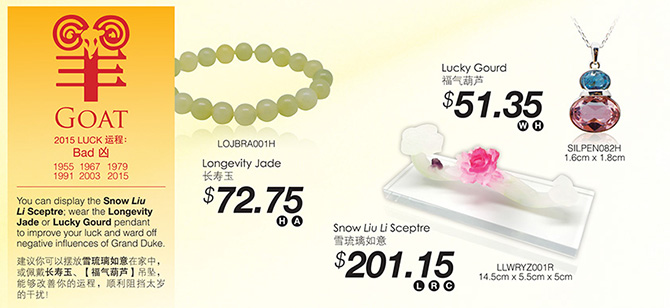 羊
GOAT
2015 LUCK 运程:
Bad 凶
1955 1967 1979
1991 2003 2015
You can display the Snow Liu
Li Sceptre; wear the Longevity
Jade or Lucky Gourd pendant
to improve your luck and ward off
negative influences of Grand Duke.
建议你可以摆放雪琉璃如意在家中，
或佩戴长寿玉、【福气葫芦】吊坠，
能够改善你的运程，顺利阻挡太岁
的干扰！
LOJBRA001H
Longevity Jade
长寿玉
$72.75
H A
Lucky Gourd
福气葫芦
$51.35
W H
SILPEN082H
1.6cm x 1.8cm
Snow Liu Li Sceptre
雪琉璃如意
$201.15
L R C
LLWRYZ001R
14.5cm x 5.5cm x 5cm